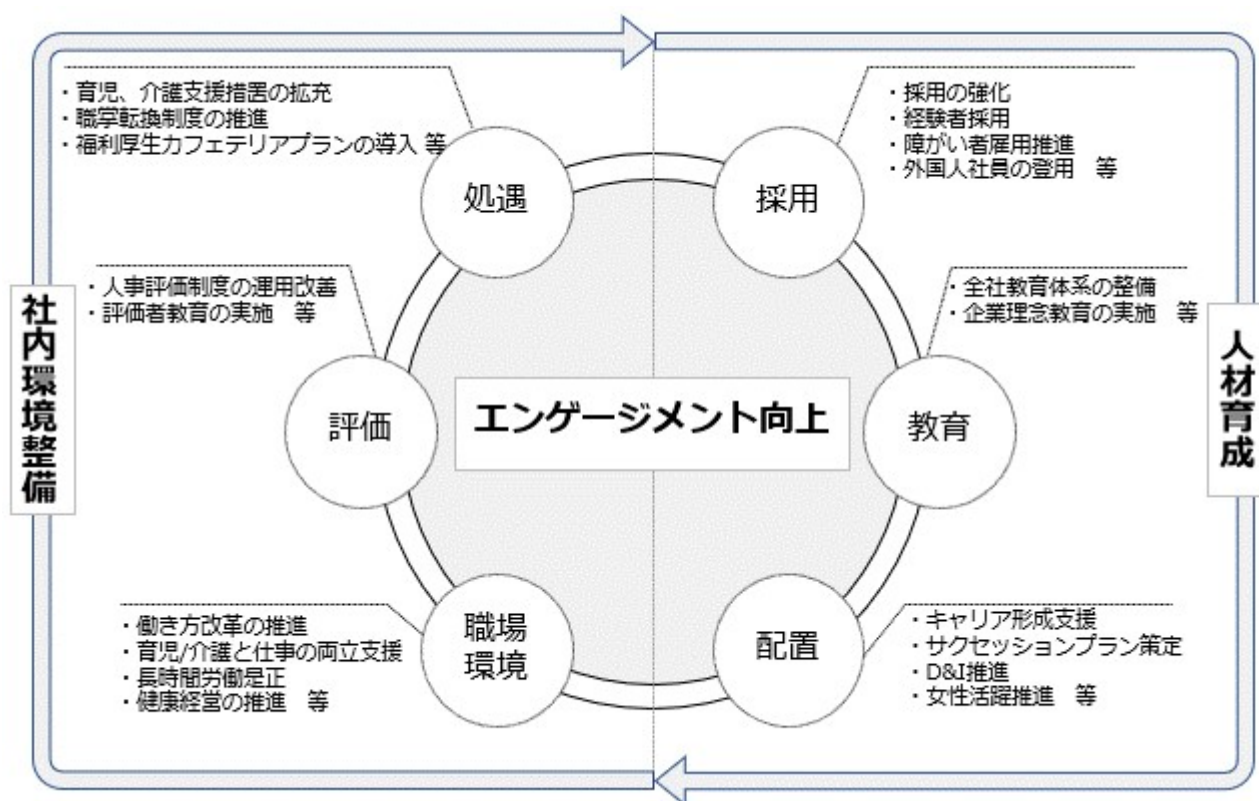 ・育児、介護支援措置の拡充
・職掌転換制度の推進
・福利厚生カフェテリアプランの導入 等
処遇
・採用の強化
・経験者採用
・障がい者雇用推進
・外国人社員の登用　等
採用
・人事評価制度の運用改善
・評価者教育の実施　等
評価
・全社教育体系の整備
・企業理念教育の実施　等
教育
社内環境整備
エンゲージメント向上
人材育成
・働き方改革の推進
・育児/介護と仕事の両立支援
・長時間労働是正
・健康経営の推進　等
職場
環境
・キャリア形成支援
・サクセッションプラン策定
・D&I推進
・女性活躍推進　等
配置